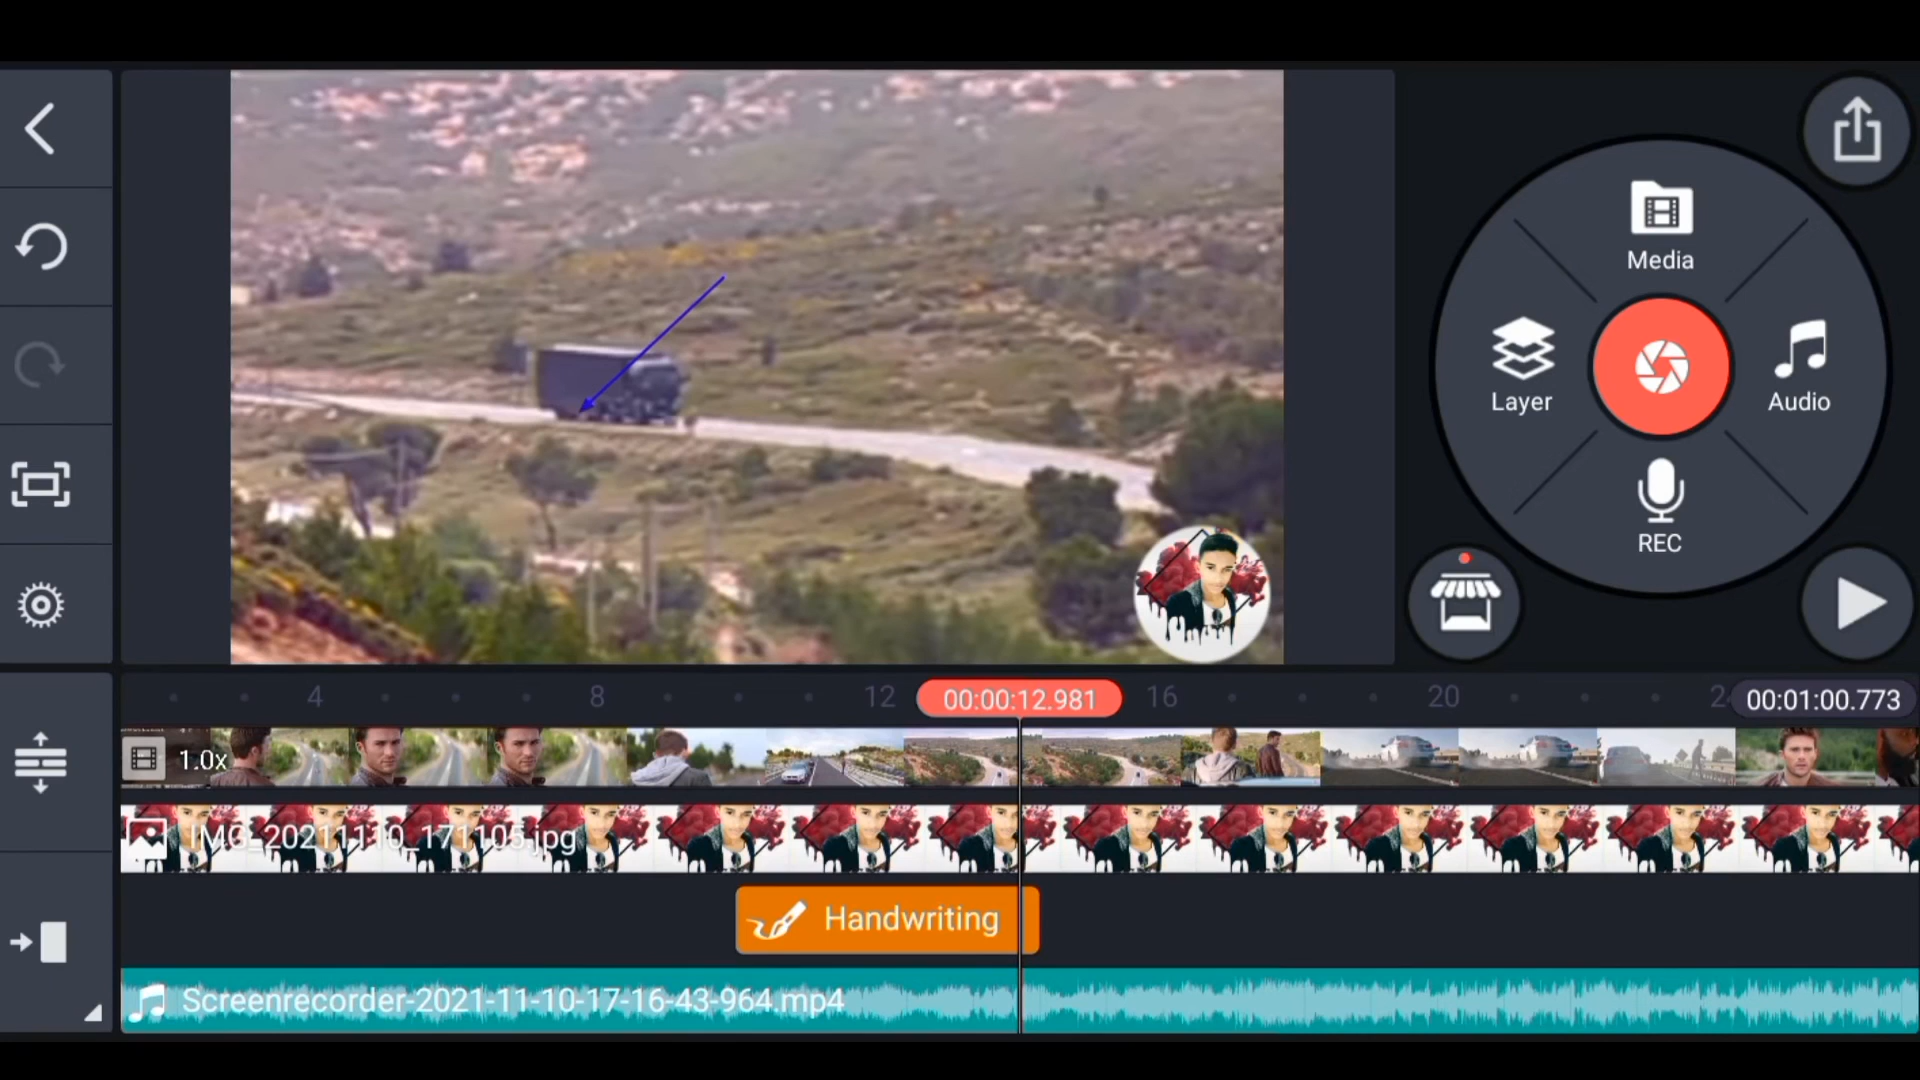 Media
Layer
Audio
REC
4
8
12
00:00:12.981
16
20
2
00:01:00.773
1.0x
IMG_20211110_171105.jpg
Handwriting
Screenrecorder-2021-11-10-17-16-43-964.mp4